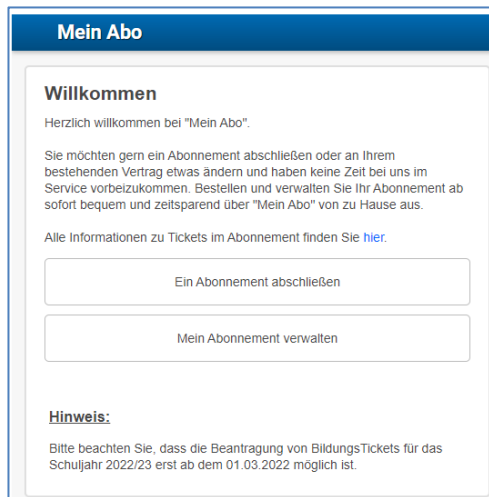 Mein Abo
Willkommen
Herzlich willkommen bei "Mein Abo".
Sie möchten gern ein Abonnement abschließen oder an Ihrem
bestehenden Vertrag etwas ändern und haben keine Zeit bei uns im
Service vorbeizukommen. Bestellen und verwalten Sie Ihr Abonnement ab
sofort bequem und zeitsparend über "Mein Abo" von zu Hause aus.
Alle Informationen zu Tickets im Abonnement finden Sie hier.
Ein Abonnement abschließen
Mein Abonnement verwalten
Hinweis:
Bitte beachten Sie, dass die Beantragung von BildungsTickets für das
Schuljahr 2022/23 erst ab dem 01.03.2022 möglich ist.